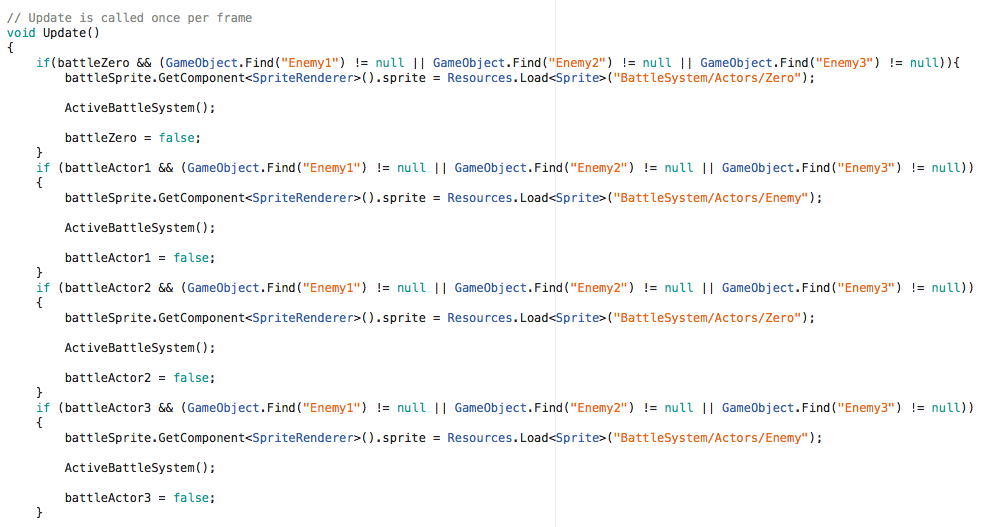 // Update is called once per frame
void Update()
{
    if(battleZero && (GameObject.Find("Enemy1") != null || GameObject.Find("Enemy2") != null || GameObject.Find("Enemy3") != null)){
        battleSprite.GetComponent<SpriteRenderer>().sprite = Resources.Load<Sprite>("BattleSystem/Actors/Zero");
        ActiveBattleSystem();
        battleZero = false;
    }
    if (battleActor1 && (GameObject.Find("Enemy1") != null || GameObject.Find("Enemy2") != null || GameObject.Find("Enemy3") != null))
    {
        battleSprite.GetComponent<SpriteRenderer>().sprite = Resources.Load<Sprite>("BattleSystem/Actors/Enemy");
        ActiveBattleSystem();
        battleActor1 = false;
    }
    if (battleActor2 && (GameObject.Find("Enemy1") != null || GameObject.Find("Enemy2") != null || GameObject.Find("Enemy3") != null))
    {
        battleSprite.GetComponent<SpriteRenderer>().sprite = Resources.Load<Sprite>("BattleSystem/Actors/Zero");
        ActiveBattleSystem();
        battleActor2 = false;
    }
    if (battleActor3 && (GameObject.Find("Enemy1") != null || GameObject.Find("Enemy2") != null || GameObject.Find("Enemy3") != null))
    {
        battleSprite.GetComponent<SpriteRenderer>().sprite = Resources.Load<Sprite>("BattleSystem/Actors/Enemy");
        ActiveBattleSystem();
        battleActor3 = false;
    }